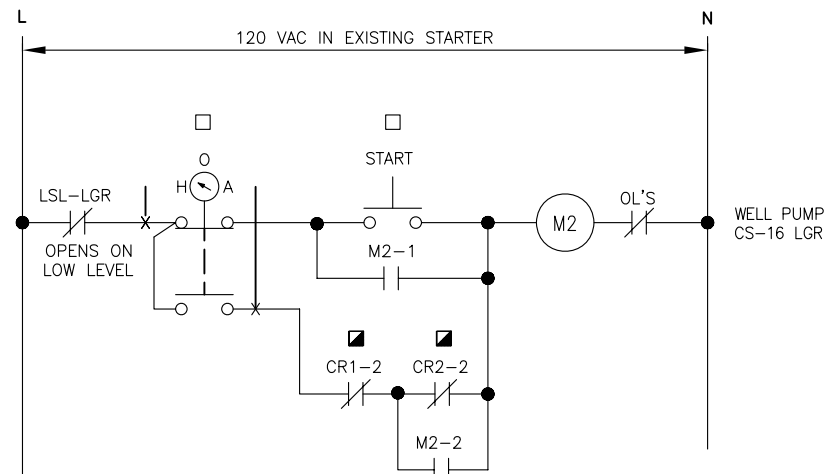 L
N
120 VAC IN EXISTING STARTER
O
START
LSL-LGR
H
A
OL'S
M2
WELL PUMP
CS-16 LGR
OPENS ON
LOW LEVEL
M2-1
CR1-2
CR2-2
M2-2